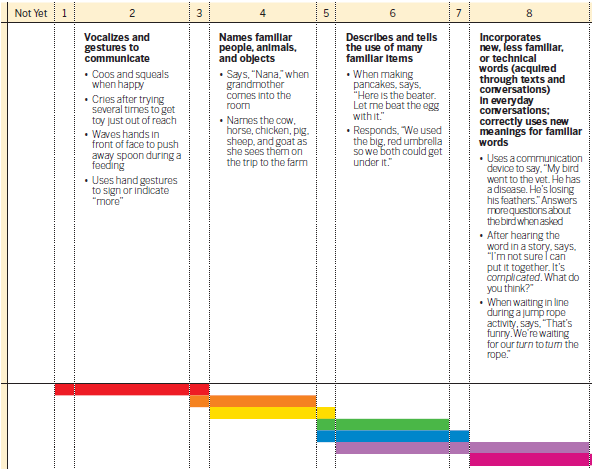 Not Yet 1 2 3 4 5 6 7 8
Vocalizes and
gestures to
communicate
• Coos and squeals
when happy
• Cries after trying
several times to get
toy just out of reach
• Waves hands in
front of face to push
away spoon during a
feeding
• Uses hand gestures
to sign or indicate
"more"
Names familiar
people, animals,
and objects
• Says, "Nana," when
grandmother
comes into the
room
• Names the cow,
horse, chicken, pig,
sheep, and goat as
she sees them on
the trip to the farm
Describes and tells
the use of many
familiar items
• When making
pancakes, says,
"Here is the beater.
Let me beat the egg
with it."
• Responds, "We used
the big, red umbrella
so we both could get
under it."
Incorporates
new, less familiar,
or technical
words (acquired
through texts and
conversations)
in everyday
conversations;
correctly uses new
meanings for familiar
words
• Uses a communication
device to say, "My bird
went to the vet. He has
a disease. He's losing
his feathers." Answers
more questions about
the bird when asked
• After hearing the
word in a story, says,
"I'm not sure I can
put it together. It's
complicated. What do
you think?"
• When waiting in line
during a jump rope
activity, says, "That's
funny. We're waiting
for our turn to turn the
rope."